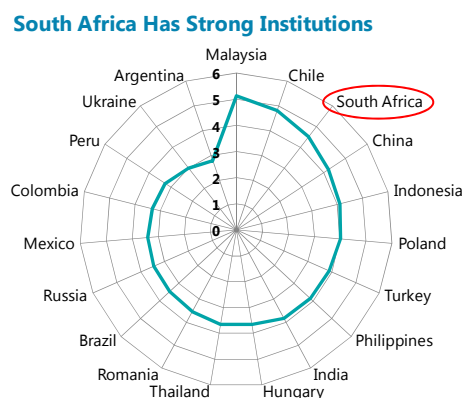 South Africa Has Strong Institutions
Malaysia
Argentina
Chile
Ukraine
6
South Africa
5
Peru
4
China
3
Colombia
2
Indonesia
1
Mexico
0
Poland
Russia
Turkey
Brazil
Philippines
Romania
India
Thailand
Hungary